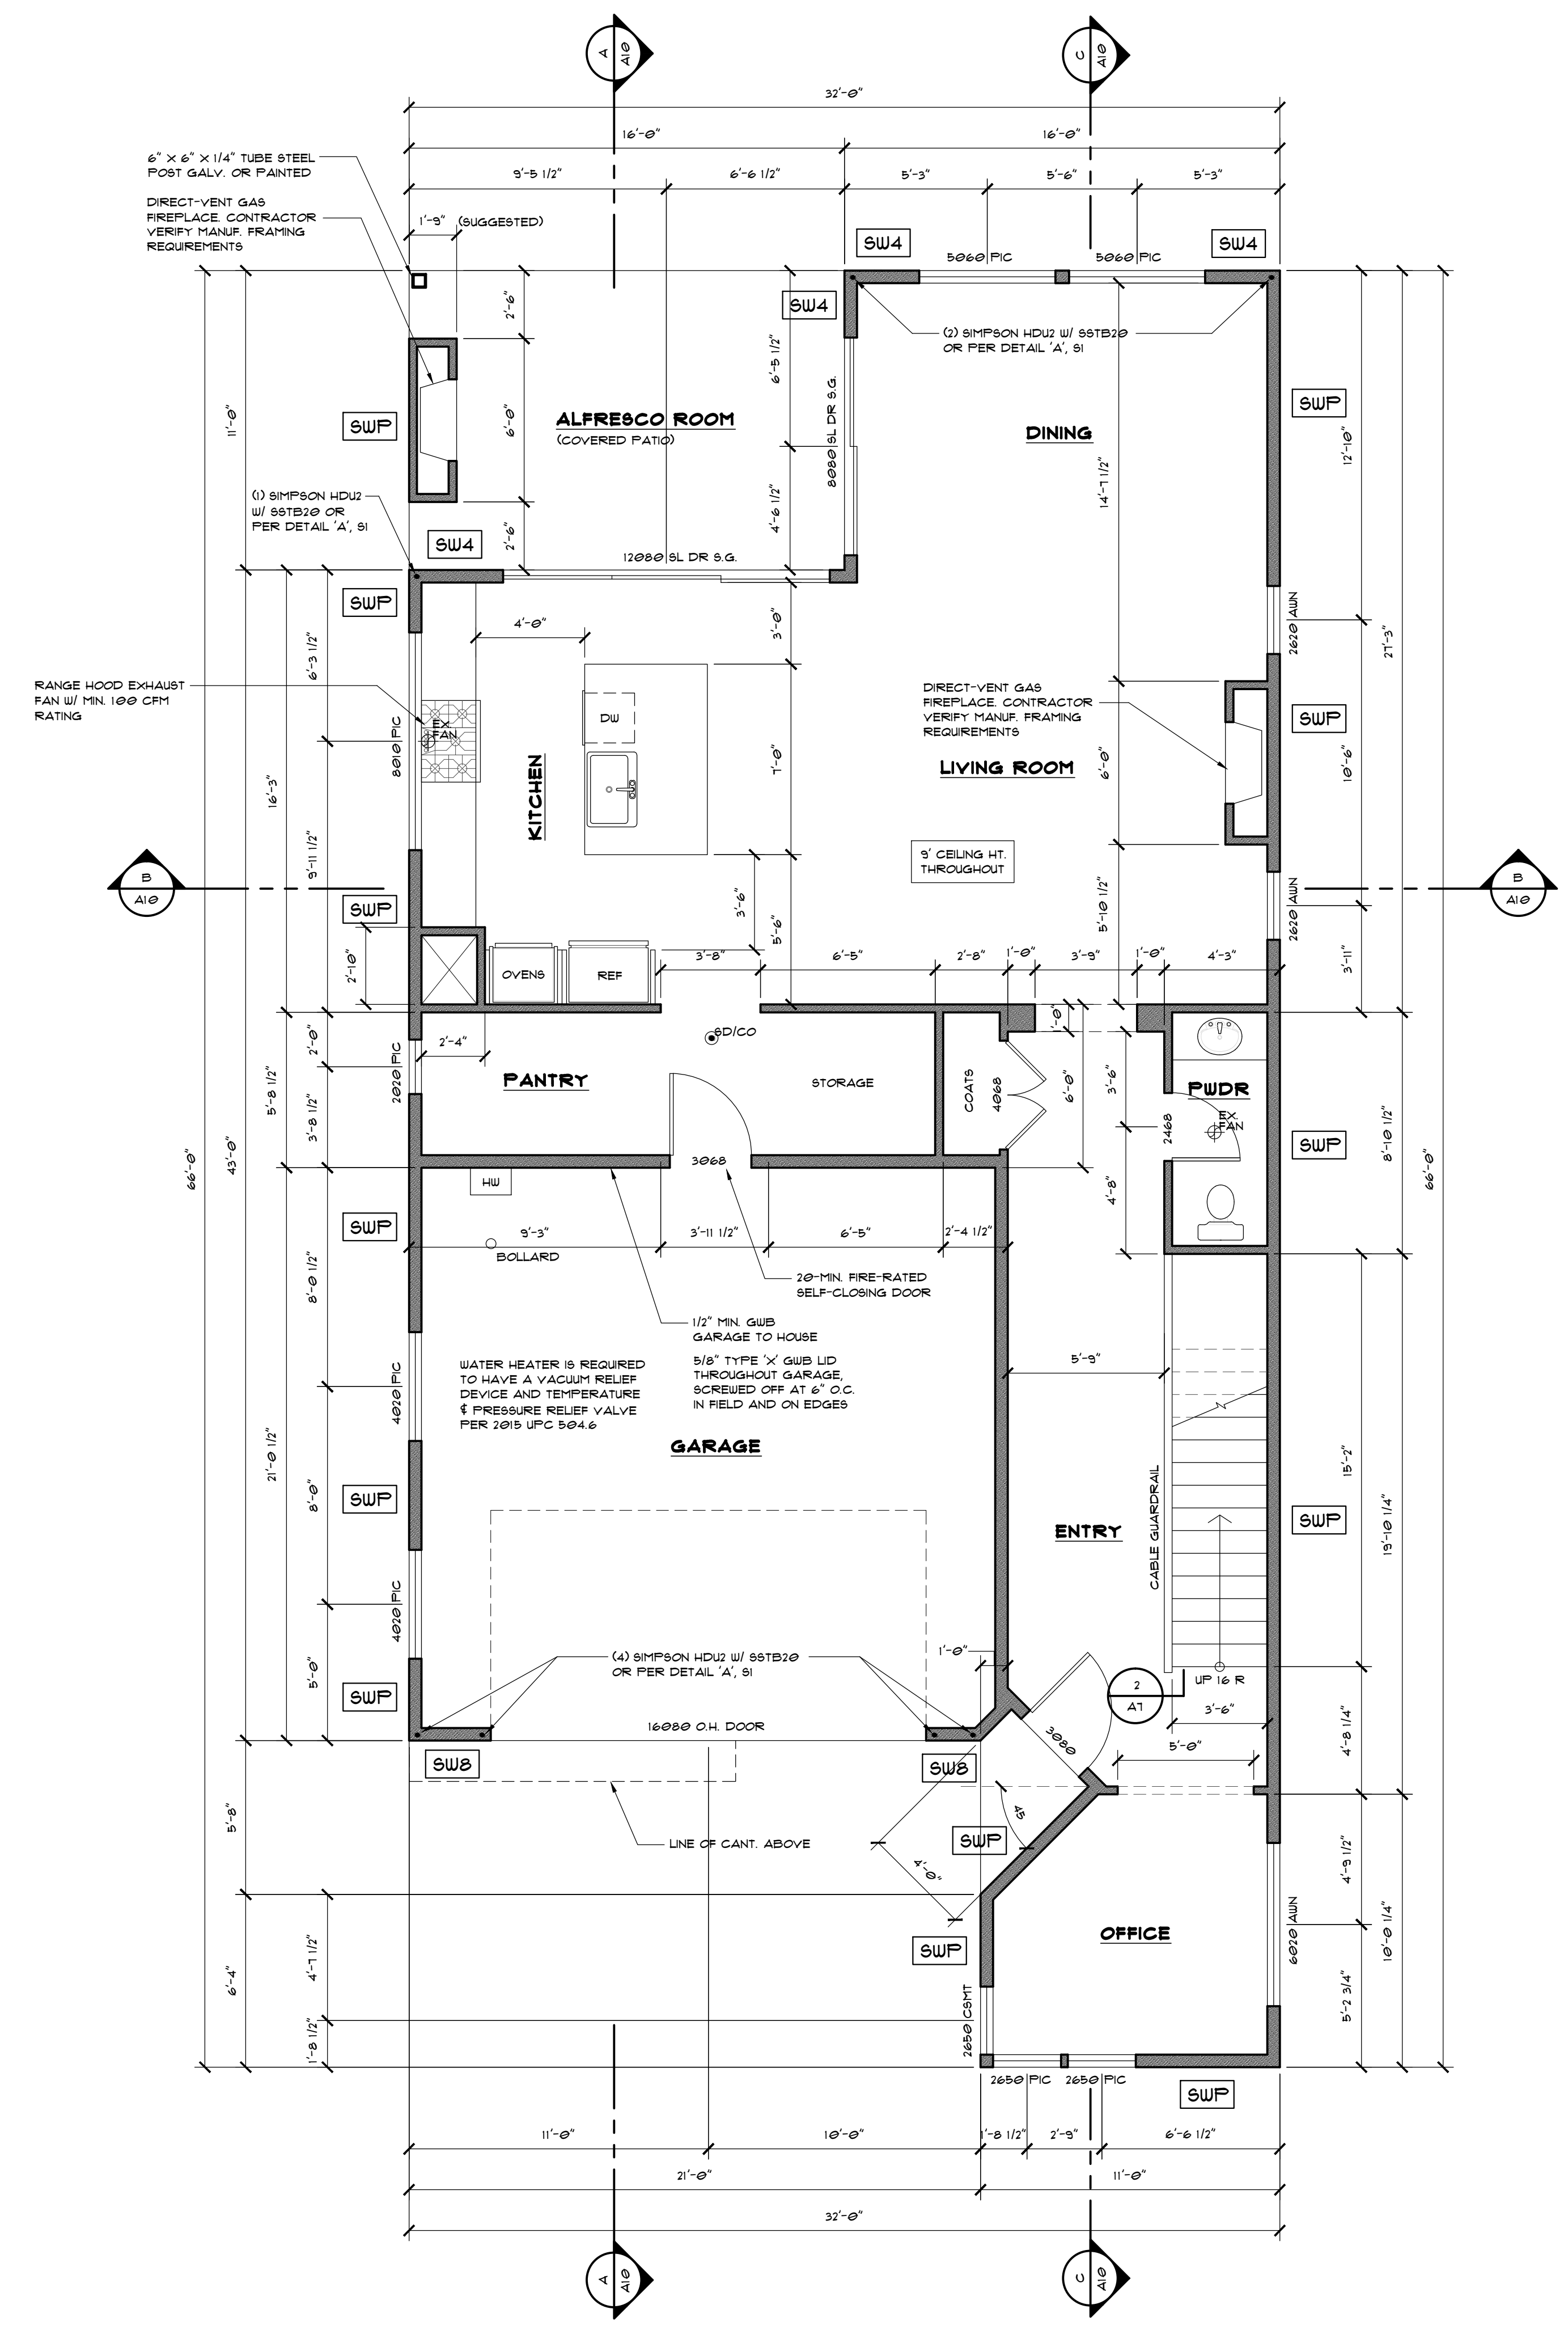 A
A10
C
A10
32'-0"
16'-0"
16'-0"
9'-5 1/2"
6'-6 1/2"
5'-3"
5'-6"
5'-3"
6" X 6" X 1/4" TUBE STEEL
POST GALV. OR PAINTED
DIRECT-VENT GAS
FIREPLACE. CONTRACTOR
VERIFY MANUF. FRAMING
REQUIREMENTS
1'-9" (SUGGESTED)
SW4
SW4
5060 PIC
5060 PIC
SW4
2'-6"
6'-0"
2'-6"
6'-5 1/2"
4'-6 1/2"
8080 SL DR S.G.
(2) SIMPSON HDU2 W/ SSTB20
OR PER DETAIL 'A', S1
ALFRESCO ROOM
(COVERED PATIO)
DINING
SWP
SWP
11'-0"
14'-7 1/2"
12'-10"
27'-3"
(1) SIMPSON HDU2
W/ SSTB20 OR
PER DETAIL 'A', S1
SW4
12080 SL DR S.G.
SWP
4'-0"
3'-0"
6'-3 1/2"
2620 AWN
RANGE HOOD EXHAUST
FAN W/ MIN. 100 CFM
RATING
EX.
FAN
DW
8010 PIC
KITCHEN
7'-0"
DIRECT-VENT GAS
FIREPLACE. CONTRACTOR
VERIFY MANUF. FRAMING
REQUIREMENTS
LIVING ROOM
6'-0"
SWP
10'-6"
16'-3"
9'-11 1/2"
9' CEILING HT.
THROUGHOUT
B
A10
B
A10
SWP
3'-6"
5'-6"
5'-10 1/2"
2620 AWN
3'-11"
2'-10"
OVENS
REF
3'-8"
6'-5"
2'-8"
1'-0"
3'-9"
1'-0"
4'-3"
1'-0"
2'-0"
2'-4"
SD/CO
PANTRY
STORAGE
COATS
4068
6'-0"
3'-6"
PWDR
2468
EX.
FAN
SWP
2020 PIC
5'-8 1/2"
3'-8 1/2"
8'-10 1/2"
66'-0"
43'-0"
66'-0"
3068
HW
4'-8"
SWP
9'-3"
3'-11 1/2"
6'-5"
2'-4 1/2"
BOLLARD
20-MIN. FIRE-RATED
SELF-CLOSING DOOR
8'-0 1/2"
1/2" MIN. GWB
GARAGE TO HOUSE
WATER HEATER IS REQUIRED
TO HAVE A VACUUM RELIEF
DEVICE AND TEMPERATURE
& PRESSURE RELIEF VALVE
PER 2015 UPC 504.6
5/8" TYPE 'X' GWB LID
THROUGHOUT GARAGE,
SCREWED OFF AT 6" O.C.
IN FIELD AND ON EDGES
5'-9"
4020 PIC
GARAGE
21'-0 1/2"
8'-0"
SWP
15'-2"
19'-10 1/4"
CABLE GUARDRAIL
ENTRY
SWP
4020 PIC
5'-0"
(4) SIMPSON HDU2 W/ SSTB20
OR PER DETAIL 'A', S1
1'-0"
2
A7
UP 16 R
SWP
3'-6"
16080 O.H. DOOR
3080
4'-8 1/4"
5'-0"
SW8
SW8
45
5'-8"
LINE OF CANT. ABOVE
SWP
4'-0"
4'-9 1/2"
6020 AWN
OFFICE
SWP
10'-0 1/4"
4'-7 1/2"
6'-4"
5'-2 3/4"
2650 CSMT
1'-8 1/2"
2650 PIC
2650 PIC
SWP
11'-0"
10'-0"
1'-8 1/2"
2'-9"
6'-6 1/2"
21'-0"
11'-0"
32'-0"
A
A10
C
A10